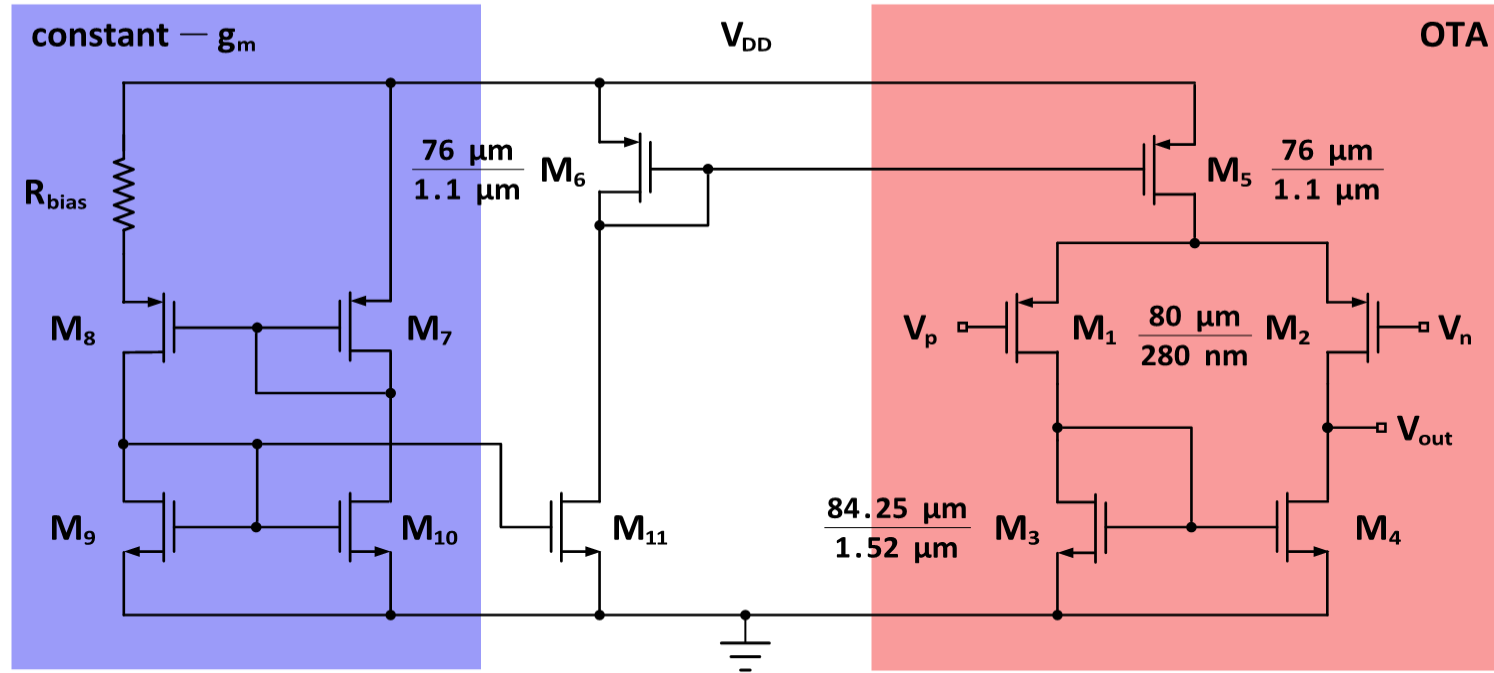 constant — gm
VDD
OTA
76 µm
1.1 µm
M6
M5
76 µm
1.1 µm
Rbias
M8
M7
Vp
M1
80 µm
280 nm
M2
Vn
Vout
M9
M10
M11
84.25 µm
1.52 µm
M3
M4